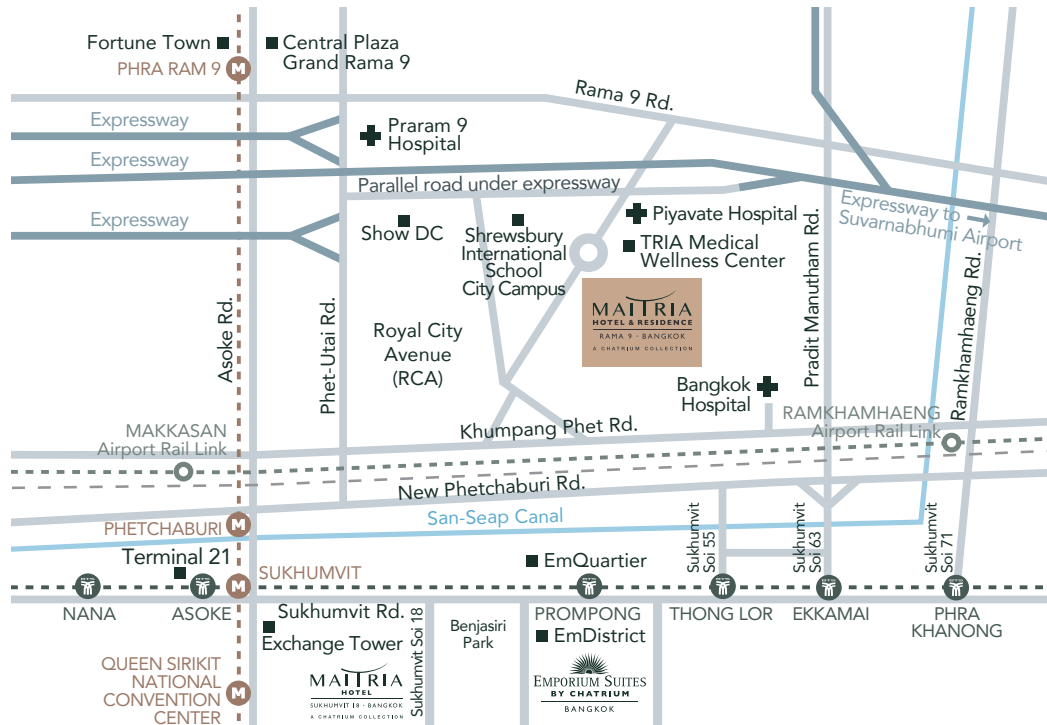 Fortune Town
Central Plaza
Grand Rama 9
PHRA RAM 9
M
Rama 9 Rd.
Expressway
Praram 9
Hospital
Expressway
Parallel road under expressway
Expressway
Show DC
Shrewsbury
International
School
City Campus
Piyavate Hospital
TRIA Medical
Wellness Center
Expressway to
Suvarnabhumi Airport
Asoke Rd.
Phet-Utai Rd.
Pradit Manutham Rd.
Ramkhamhaeng Rd.
MAITRIA
HOTEL & RESIDENCE
RAMA 9 - BANGKOK
A CHATRIUM COLLECTION
Royal City
Avenue
(RCA)
Bangkok
Hospital
MAKKASAN
Airport Rail Link
Khumpang Phet Rd.
RAMKHAMHAENG
Airport Rail Link
New Phetchaburi Rd.
PHETCHABURI
M
San-Seap Canal
Sukhumvit
Soi 55
Sukhumvit
Soi 63
Sukhumvit
Soi 71
Terminal 21
SUKHUMVIT
M
EmQuartier
NANA
ASOKE
PROMPONG
THONG LOR
EKKAMAI
PHRA
KHANONG
Sukhumvit Rd.
Exchange Tower
Sukhumvit Soi 18
Benjasiri
Park
EmDistrict
QUEEN SIRIKIT
NATIONAL
CONVENTION
CENTER
M
MAITRIA
HOTEL
SUKHUMVIT 18 - BANGKOK
A CHATRIUM COLLECTION
EMPORIUM SUITES
BY CHATRIUM
BANGKOK